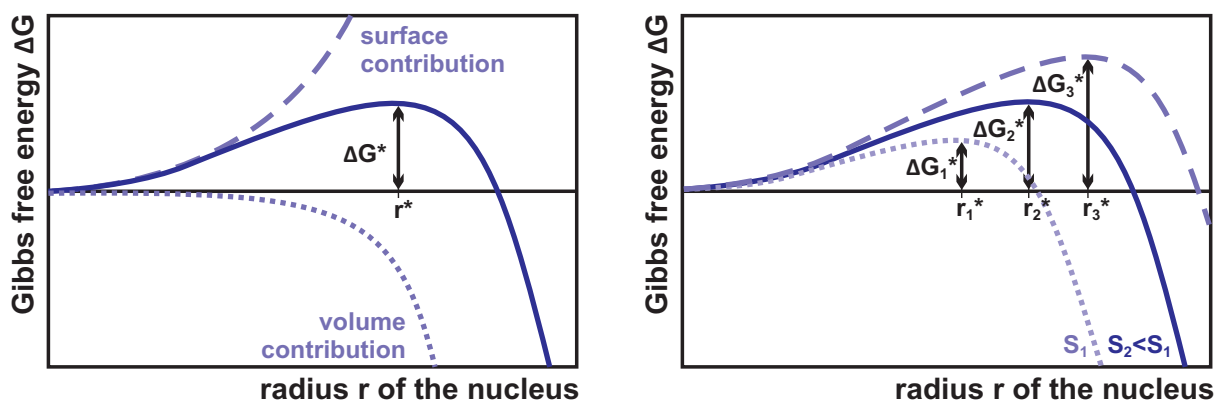 Gibbs free energy ΔG
surface
contribution
ΔG*
r*
volume
contribution
radius r of the nucleus
Gibbs free energy ΔG
ΔG₃*
ΔG₂*
ΔG₁*
r₁* r₂* r₃*
S₁ S₂<S₁
radius r of the nucleus